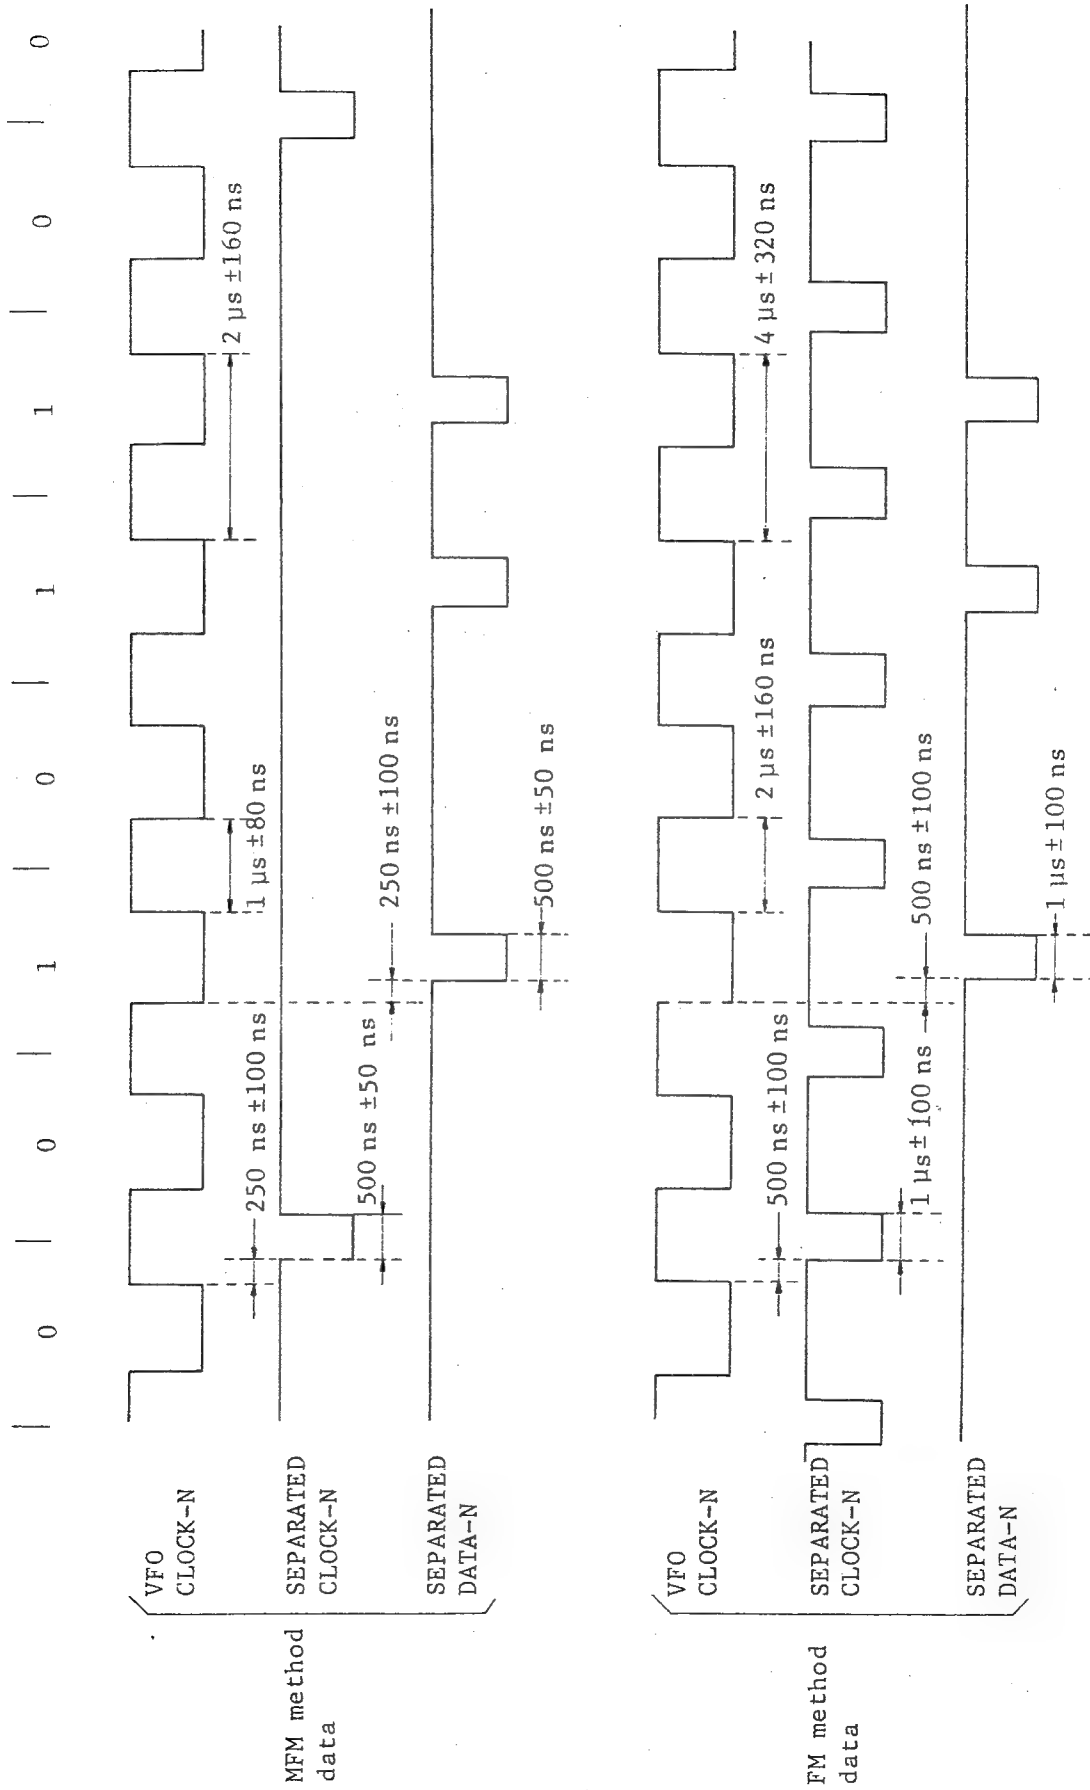 | 0 | 0 | 1 | 0 | 1 | 1 | 0 | 0
MFM method
data
VFO
CLOCK-N
1 µs ±80 ns
2 µs ±160 ns
SEPARATED
CLOCK-N
250 ns ±100 ns
500 ns ±50 ns
SEPARATED
DATA-N
250 ns ±100 ns
500 ns ±50 ns
FM method
data
VFO
CLOCK-N
2 µs ±160 ns
4 µs ±320 ns
SEPARATED
CLOCK-N
500 ns ±100 ns
1 µs ±100 ns
SEPARATED
DATA-N
500 ns ±100 ns
1 µs ±100 ns